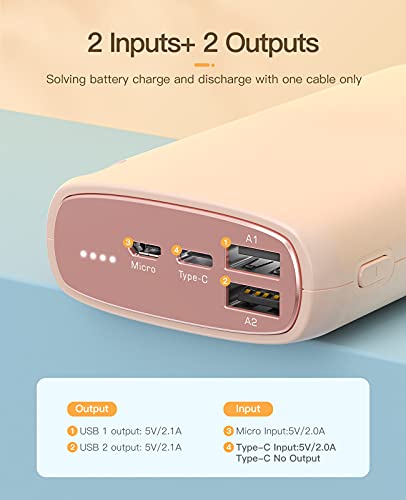 2 Inputs+ 2 Outputs
Solving battery charge and discharge with one cable only
3
Micro
4
Type-C
1
A1
2
A2
Output
1 USB 1 output: 5V/2.1A
2 USB 2 output: 5V/2.1A
Input
3 Micro Input:5V/2.0A
4 Type-C Input:5V/2.0A
Type-C No Output